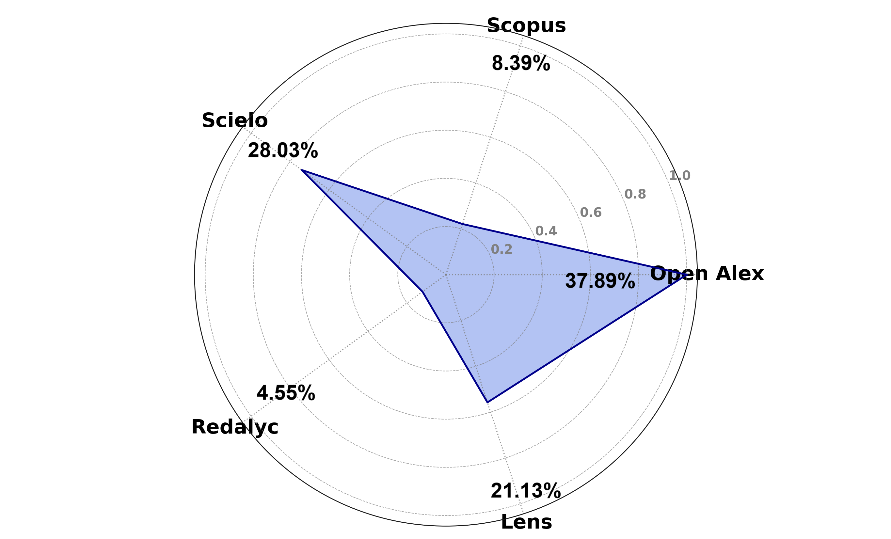 Scopus
8.39%
Scielo
28.03%
1.0
0.8
0.6
0.4
0.2
Open Alex
37.89%
4.55%
Redalyc
21.13%
Lens